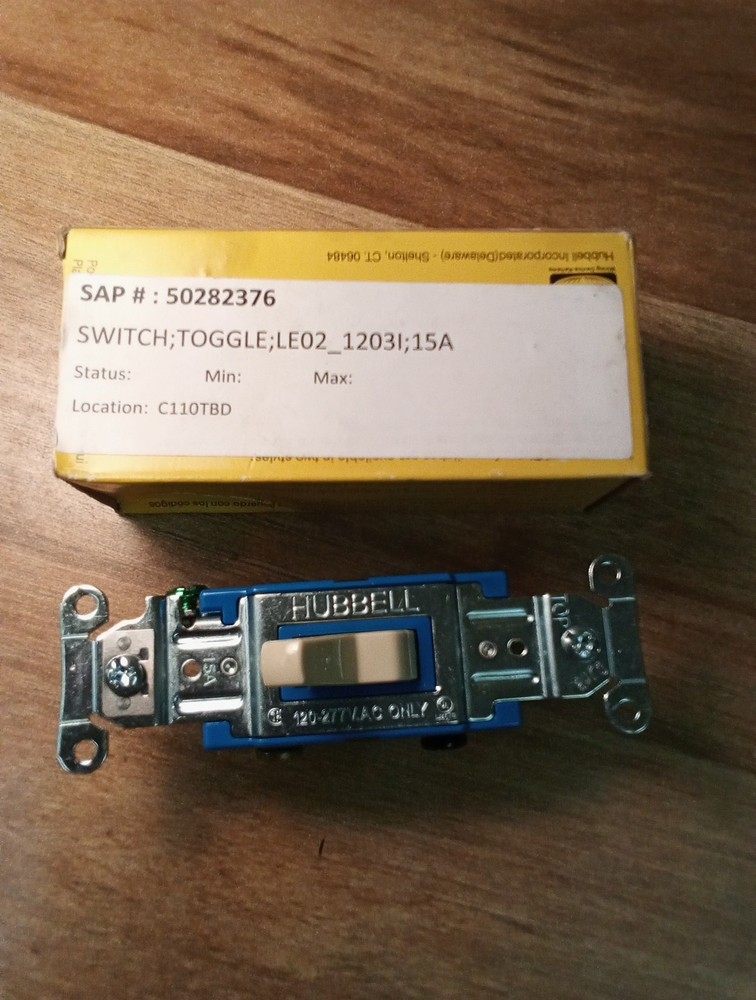 Hubbell Incorporated(Delaware) - Shelton, CT. 06484
SAP # : 50282376
SWITCH;TOGGLE;LE02_1203I;15A
Status: Min: Max:
Location: C110TBD
HUBBELL
15A
TOP
120-277VAC ONLY